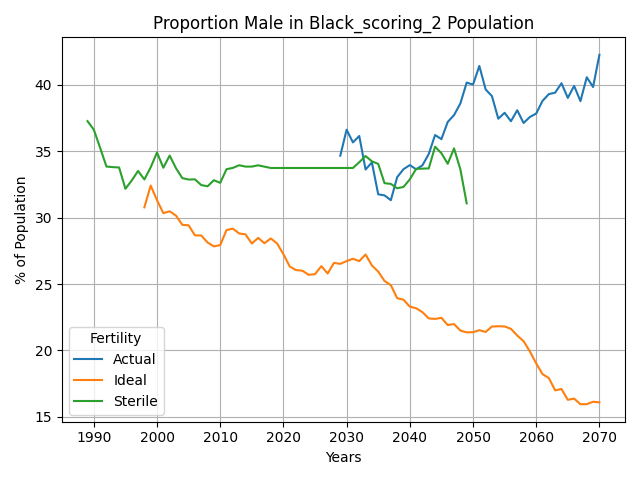 Proportion Male in Black_scoring_2 Population
% of Population
40
35
30
25
20
15
Fertility
Actual
Ideal
Sterile
1990 2000 2010 2020 2030 2040 2050 2060 2070
Years